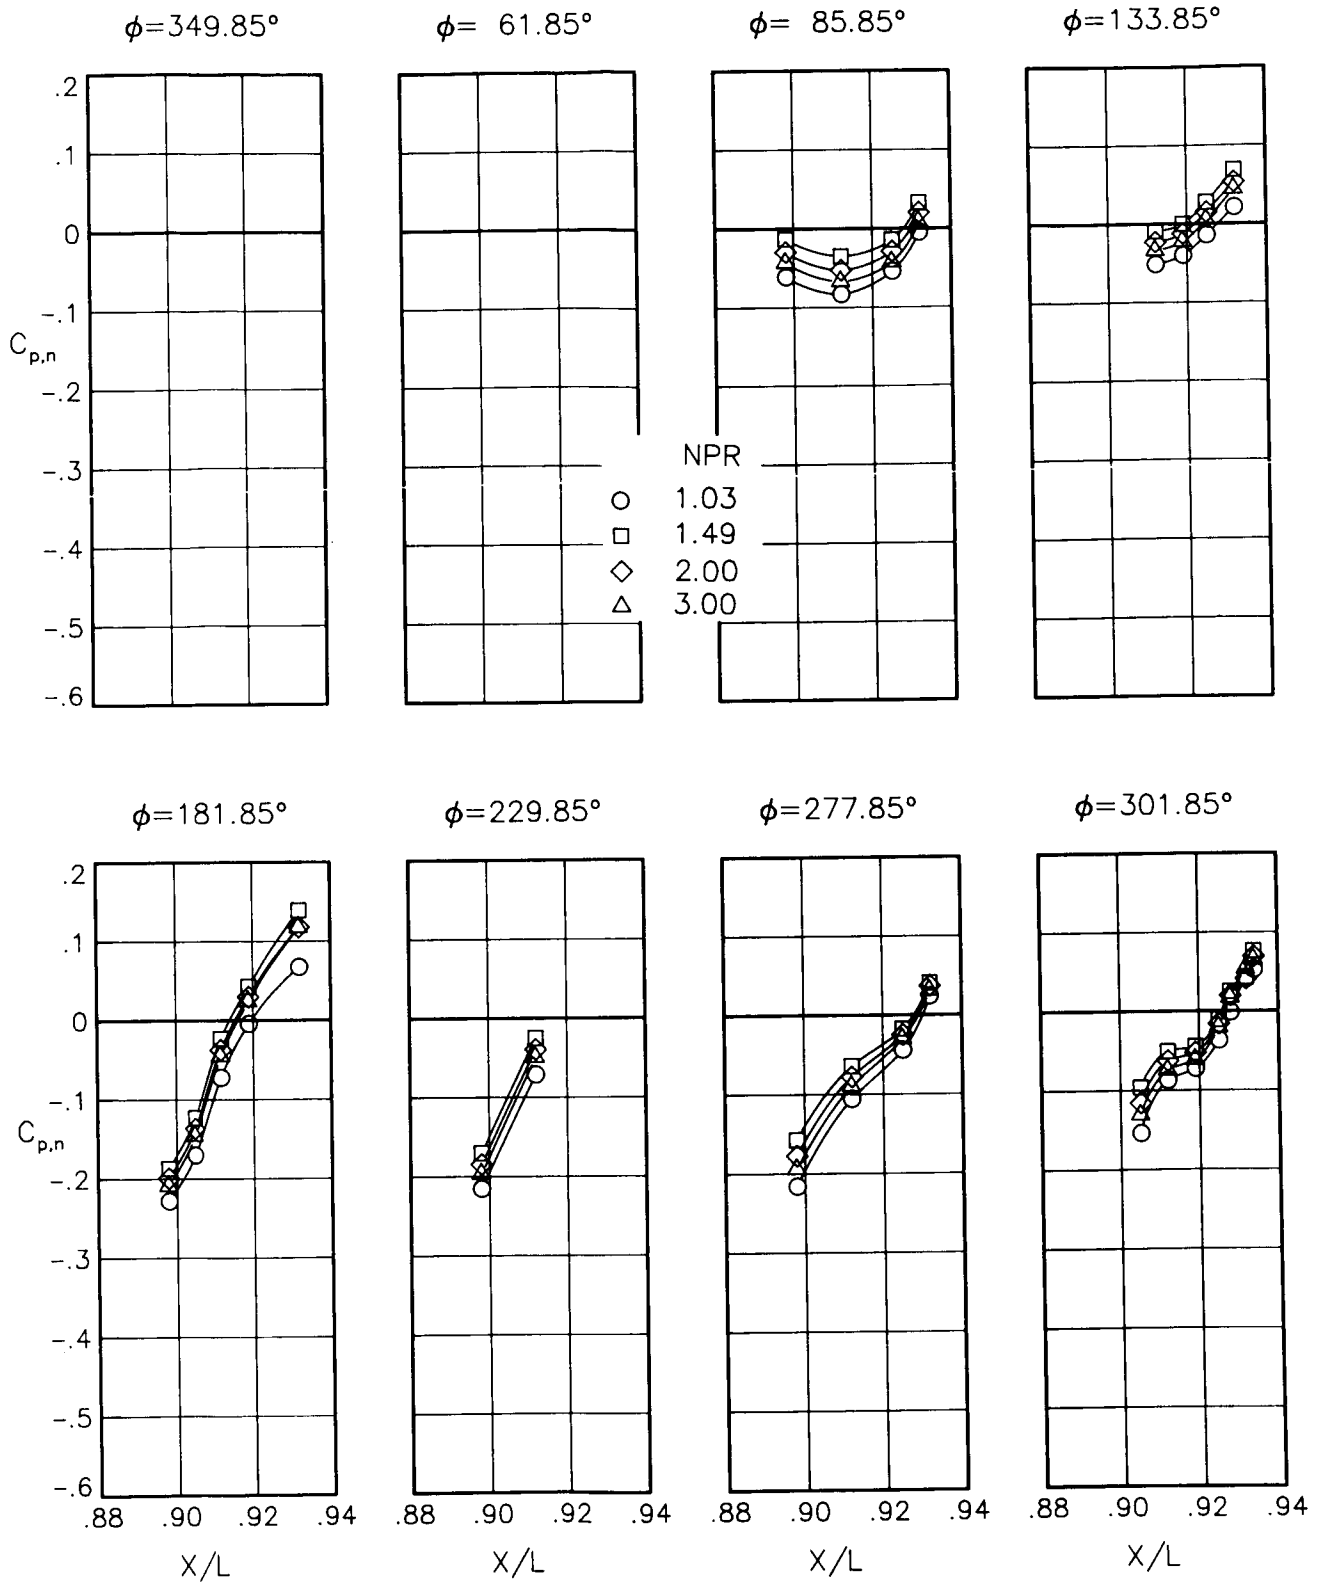 ϕ=349.85°
ϕ= 61.85°
ϕ= 85.85°
ϕ=133.85°
.2
.1
0
-.1
C_p,n
-.2
-.3
-.4
-.5
-.6
NPR
○ 1.03
□ 1.49
◇ 2.00
△ 3.00
ϕ=181.85°
ϕ=229.85°
ϕ=277.85°
ϕ=301.85°
.2
.1
0
-.1
C_p,n
-.2
-.3
-.4
-.5
-.6
.88 .90 .92 .94
.88 .90 .92 .94
.88 .90 .92 .94
.88 .90 .92 .94
X/L
X/L
X/L
X/L